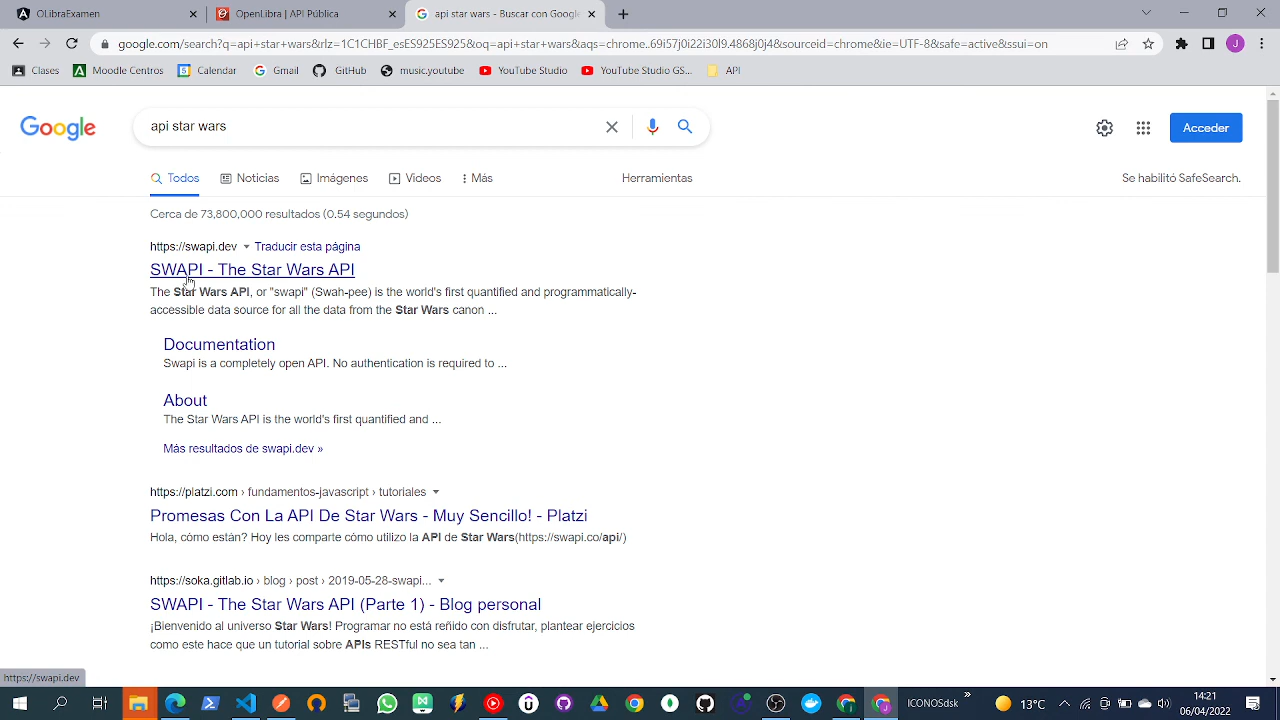 OLibraExamen
OpenLibra | API Pública
api star wars - Buscar con Google
google.com/search?q=api+star+wars&rlz=1C1CHBF_esES925ES925&oq=api+star+wars&aqs=chrome..69i57j0i22i30l9.4868j0j4&sourceid=chrome&ie=UTF-8&safe=active&ssui=on
Clases
Moodle Centros
Calendar
Gmail
GitHub
music.youtube
YouTube Studio
YouTube Studio GS...
API
Google
api star wars
Acceder
Todos
Noticias
Imágenes
Videos
Más
Herramientas
Se habilitó SafeSearch.
Cerca de 73,800,000 resultados (0.54 segundos)
https://swapi.dev Traducir esta página
SWAPI - The Star Wars API
The Star Wars API, or "swapi" (Swah-pee) is the world's first quantified and programmatically-
accessible data source for all the data from the Star Wars canon ...
Documentation
Swapi is a completely open API. No authentication is required to ...
About
The Star Wars API is the world's first quantified and ...
Más resultados de swapi.dev »
https://platzi.com › fundamentos-javascript › tutoriales
Promesas Con La API De Star Wars - Muy Sencillo! - Platzi
Hola, cómo están? Hoy les comparte cómo utilizo la API de Star Wars(https://swapi.co/api/)
https://soka.gitlab.io › blog › post › 2019-05-28-swapi...
SWAPI - The Star Wars API (Parte 1) - Blog personal
¡Bienvenido al universo Star Wars! Programar no está reñido con disfrutar, plantear ejercicios
como este hace que un tutorial sobre APIs RESTful no sea tan ...
https://swapi.dev
ICONOSdsk
»
13°C
14:21
06/04/2022